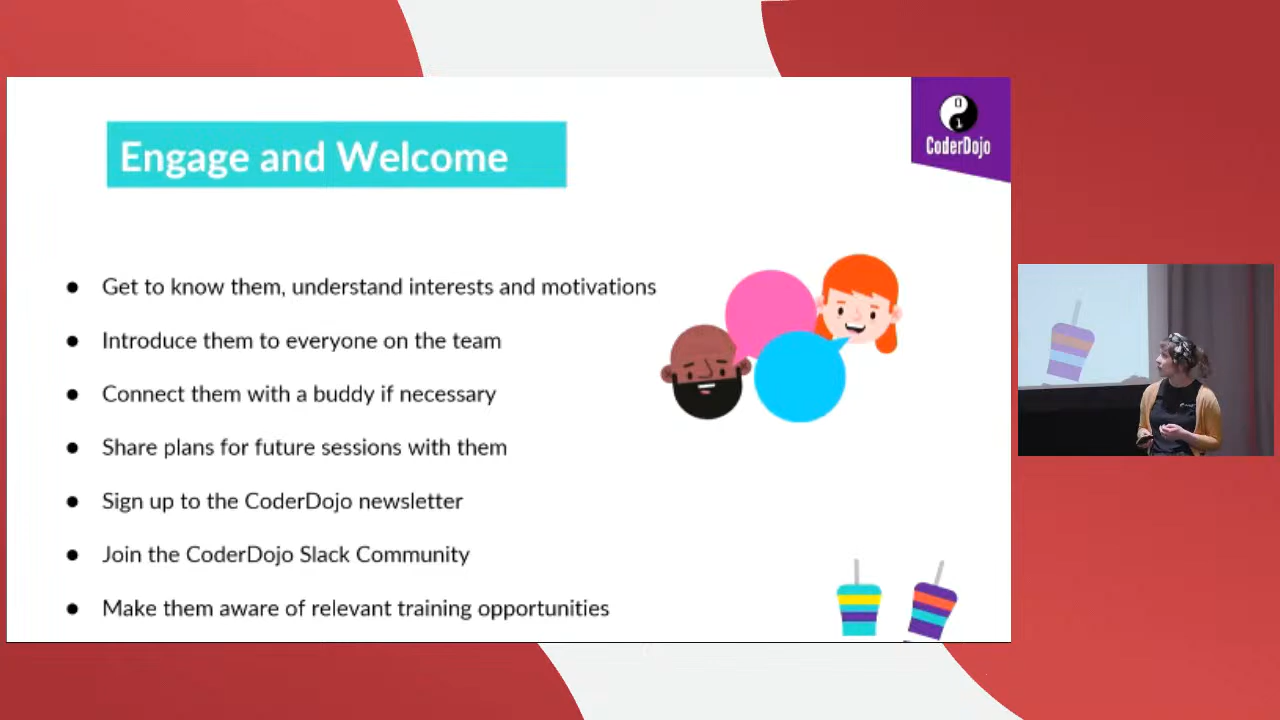 Engage and Welcome
0
1
CoderDojo
● Get to know them, understand interests and motivations
● Introduce them to everyone on the team
● Connect them with a buddy if necessary
● Share plans for future sessions with them
● Sign up to the CoderDojo newsletter
● Join the CoderDojo Slack Community
● Make them aware of relevant training opportunities